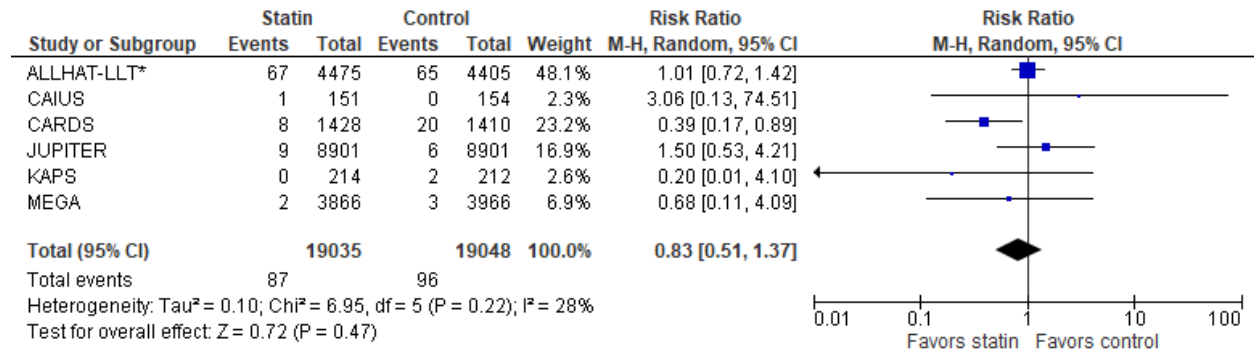 Statin Control Risk Ratio Risk Ratio
Study or Subgroup Events Total Events Total Weight M-H, Random, 95% CI M-H, Random, 95% CI
ALLHAT-LLT* 67 4475 65 4405 48.1% 1.01 [0.72, 1.42]
CAIUS 1 151 0 154 2.3% 3.06 [0.13, 74.51]
CARDS 8 1428 20 1410 23.2% 0.39 [0.17, 0.89]
JUPITER 9 8901 6 8901 16.9% 1.50 [0.53, 4.21]
KAPS 0 214 2 212 2.6% 0.20 [0.01, 4.10]
MEGA 2 3866 3 3966 6.9% 0.68 [0.11, 4.09]
Total (95% CI) 19035 19048 100.0% 0.83 [0.51, 1.37]
Total events 87 96
Heterogeneity: Tau² = 0.10; Chi² = 6.95, df = 5 (P = 0.22); I² = 28%
Test for overall effect: Z = 0.72 (P = 0.47)
0.01 0.1 1 10 100
Favors statin Favors control